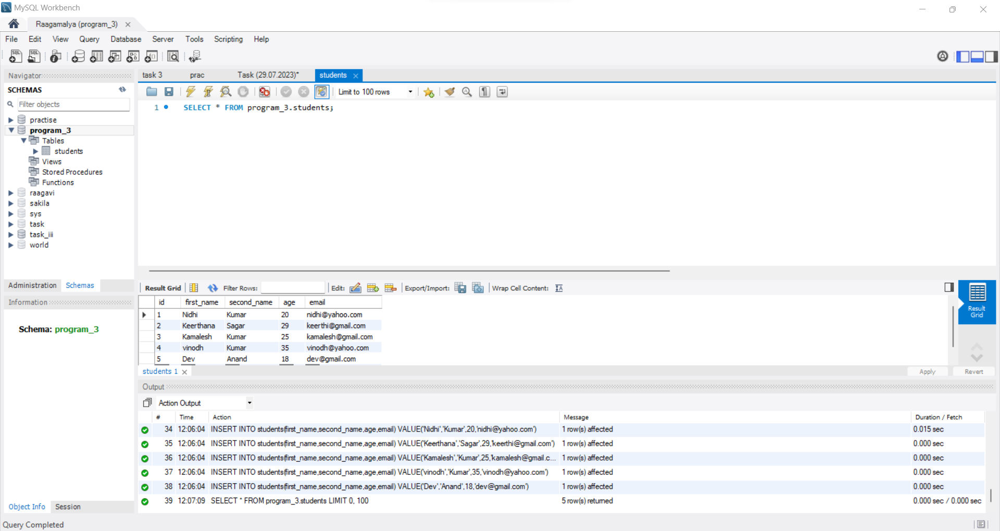 MySQL Workbench
Raagamalya (program_3)
File Edit View Query Database Server Tools Scripting Help
Navigator
SCHEMAS
Filter objects
practise
program_3
Tables
students
Views
Stored Procedures
Functions
raagavi
sakila
sys
task
task_iii
world
Administration Schemas
Information
Schema: program_3
Object Info Session
task 3 prac Task (29.07.2023)* students
Limit to 100 rows
1 SELECT * FROM program_3.students;
Result Grid Filter Rows: Edit: Export/Import: Wrap Cell Content:
id first_name second_name age email
1 Nidhi Kumar 20 nidhi@yahoo.com
2 Keerthana Sagar 29 keerthi@gmail.com
3 Kamalesh Kumar 25 kamalesh@gmail.com
4 vinodh Kumar 35 vinodh@yahoo.com
5 Dev Anand 18 dev@gmail.com
Result
Grid
students 1
Apply Revert
Output
Action Output
# Time Action Message Duration / Fetch
34 12:06:04 INSERT INTO students(first_name,second_name,age,email) VALUE('Nidhi','Kumar',20,'nidhi@yahoo.com') 1 row(s) affected 0.015 sec
35 12:06:04 INSERT INTO students(first_name,second_name,age,email) VALUE('Keerthana','Sagar',29,'keerthi@gmail.com') 1 row(s) affected 0.000 sec
36 12:06:04 INSERT INTO students(first_name,second_name,age,email) VALUE('Kamalesh','Kumar',25,'kamalesh@gmail.c... 1 row(s) affected 0.000 sec
37 12:06:04 INSERT INTO students(first_name,second_name,age,email) VALUE('vinodh','Kumar',35,'vinodh@yahoo.com') 1 row(s) affected 0.000 sec
38 12:06:04 INSERT INTO students(first_name,second_name,age,email) VALUE('Dev','Anand',18,'dev@gmail.com') 1 row(s) affected 0.000 sec
39 12:07:09 SELECT * FROM program_3.students LIMIT 0, 100 5 row(s) returned 0.000 sec / 0.000 sec
Query Completed